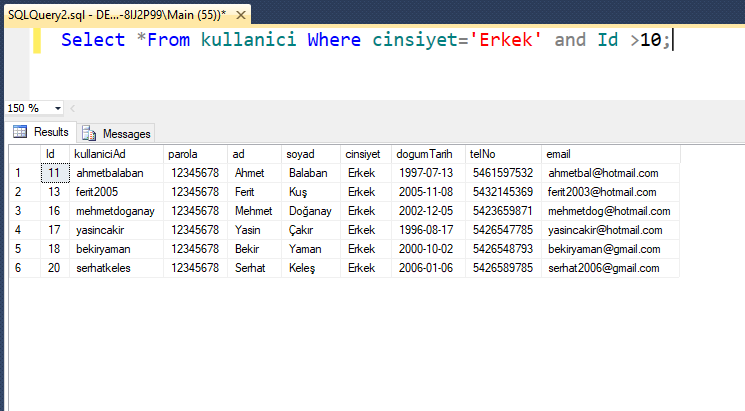 SQLQuery2.sql - DE...-8IJ2P99\Main (55))* ×
Select *From kullanici Where cinsiyet='Erkek' and Id >10;
150 %
Results Messages
Id kullaniciAd parola ad soyad cinsiyet dogumTarih telNo email
1 11 ahmetbalaban 12345678 Ahmet Balaban Erkek 1997-07-13 5461597532 ahmetbal@hotmail.com
2 13 ferit2005 12345678 Ferit Kuş Erkek 2005-11-08 5432145369 ferit2003@hotmail.com
3 16 mehmetdoganay 12345678 Mehmet Doğanay Erkek 2002-12-05 5423659871 mehmetdog@hotmail.com
4 17 yasincakir 12345678 Yasin Çakır Erkek 1996-08-17 5426547785 yasincakir@hotmail.com
5 18 bekiryaman 12345678 Bekir Yaman Erkek 2000-10-02 5426548793 bekiryaman@gmail.com
6 20 serhatkeles 12345678 Serhat Keleş Erkek 2006-01-06 5426589785 serhat2006@gmail.com